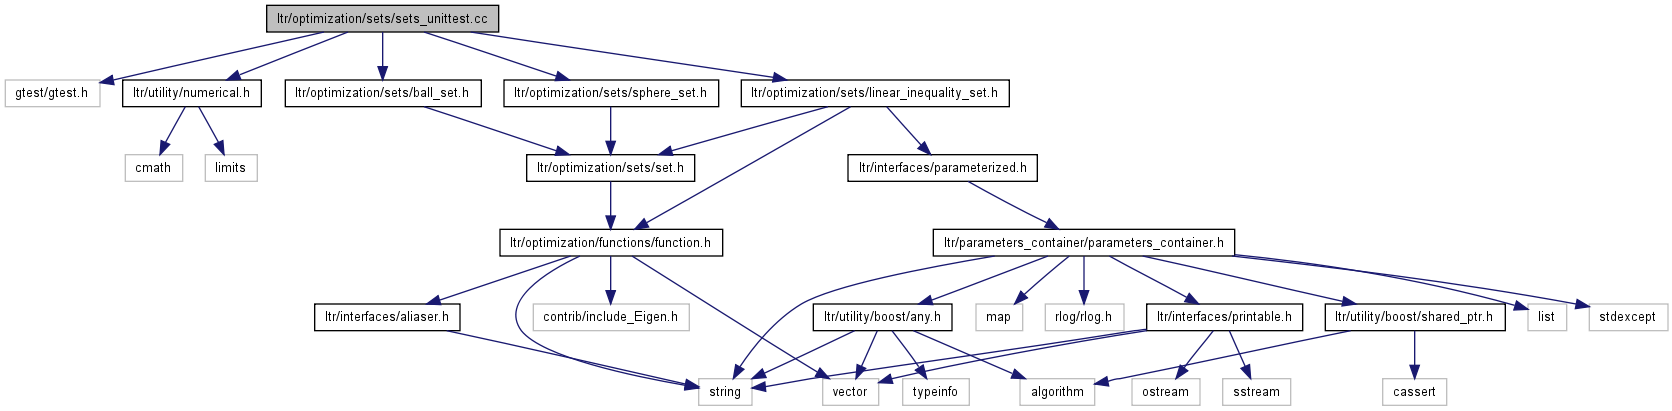 ltr/optimization/sets/sets_unittest.cc
gtest/gtest.h
ltr/utility/numerical.h
ltr/optimization/sets/ball_set.h
ltr/optimization/sets/sphere_set.h
ltr/optimization/sets/linear_inequality_set.h
cmath
limits
ltr/optimization/sets/set.h
ltr/interfaces/parameterized.h
ltr/optimization/functions/function.h
ltr/parameters_container/parameters_container.h
ltr/interfaces/aliaser.h
contrib/include_Eigen.h
ltr/utility/boost/any.h
map
rlog/rlog.h
ltr/interfaces/printable.h
ltr/utility/boost/shared_ptr.h
list
stdexcept
string
vector
typeinfo
algorithm
ostream
sstream
cassert